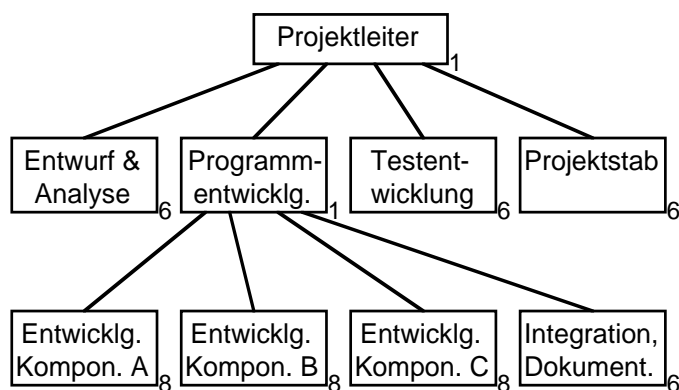 Projektleiter
1
Entwurf &
Analyse
6
Programm-
entwicklg.
1
Testent-
wicklung
6
Projektstab
6
Entwicklg.
Kompon. A
8
Entwicklg.
Kompon. B
8
Entwicklg.
Kompon. C
8
Integration,
Dokument.
6